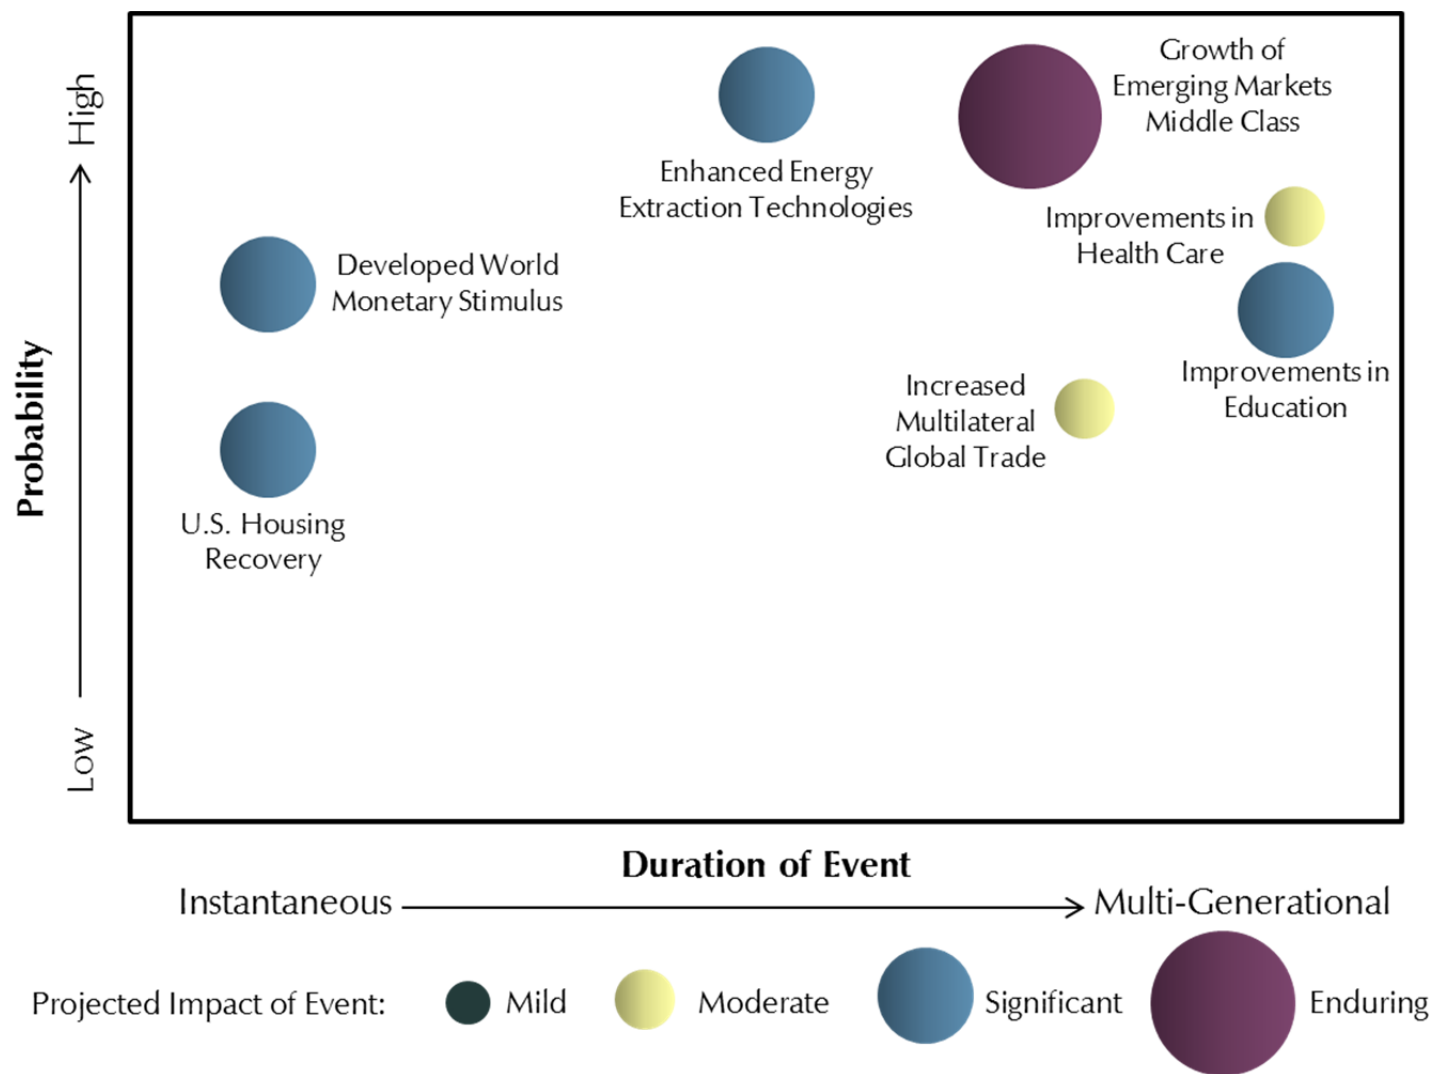 High
Growth of
Emerging Markets
Middle Class
Enhanced Energy
Extraction Technologies
Improvements in
Health Care
Developed World
Monetary Stimulus
Improvements in
Education
Increased
Multilateral
Global Trade
Probability
U.S. Housing
Recovery
Low
Duration of Event
Instantaneous
Multi-Generational
Projected Impact of Event:
Mild
Moderate
Significant
Enduring